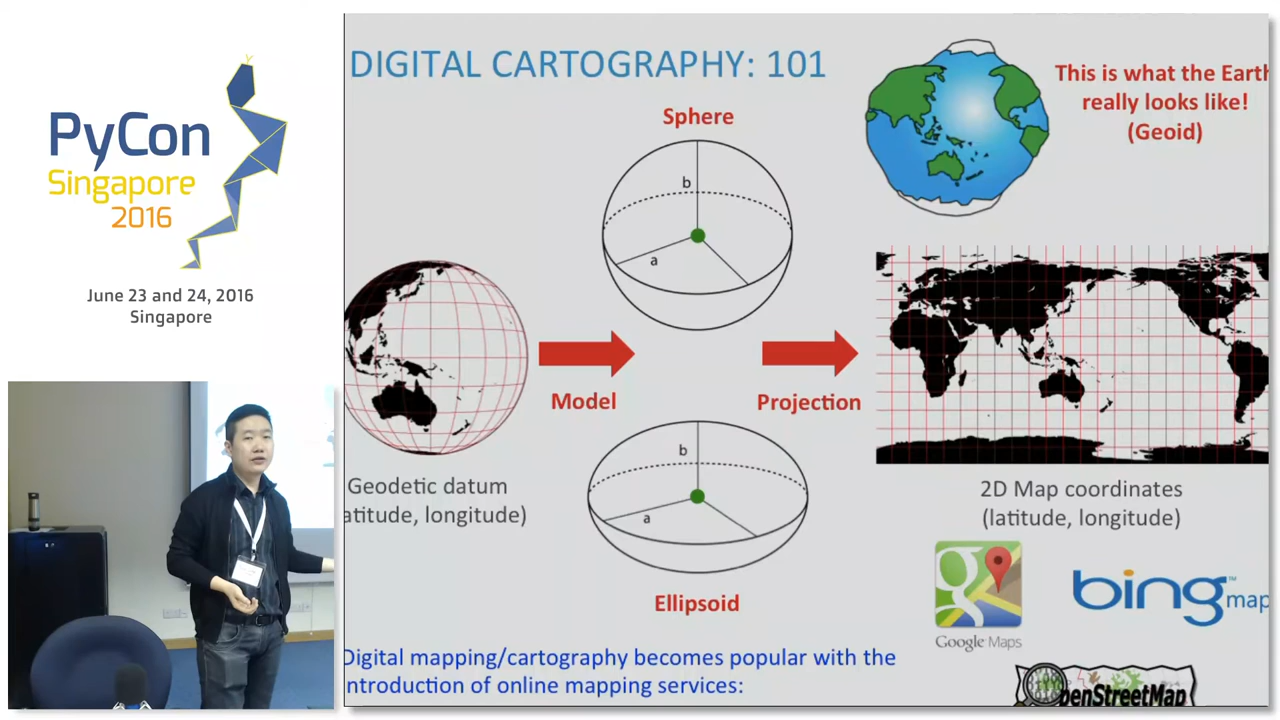 PyCon
Singapore
2016
June 23 and 24, 2016
Singapore
DIGITAL CARTOGRAPHY: 101
This is what the Earth
really looks like!
(Geoid)
Sphere
b
a
Model
Projection
b
a
Ellipsoid
Geodetic datum
atitude, longitude)
2D Map coordinates
(latitude, longitude)
Google Maps
bing™ map
Digital mapping/cartography becomes popular with the
ntroduction of online mapping services:
penStreetMap